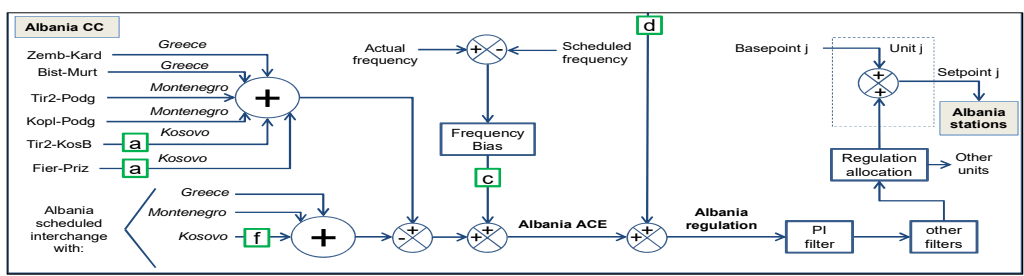 Albania CC
d
Zemb-Kard
Greece
Bist-Murt
Greece
Tir2-Podg
Montenegro
Kopl-Podg
Montenegro
Tir2-KosB
a
Kosovo
Fier-Priz
a
Kosovo
+
Actual
frequency
+ -
Scheduled
frequency
Frequency
Bias
c
Basepoint j
Unit j
+
+
Setpoint j
Albania
stations
Regulation
allocation
Other
units
Albania
scheduled
interchange
with:
Greece
Montenegro
Kosovo
f
+
- +
+ +
Albania ACE
+ +
Albania
regulation
PI
filter
other
filters